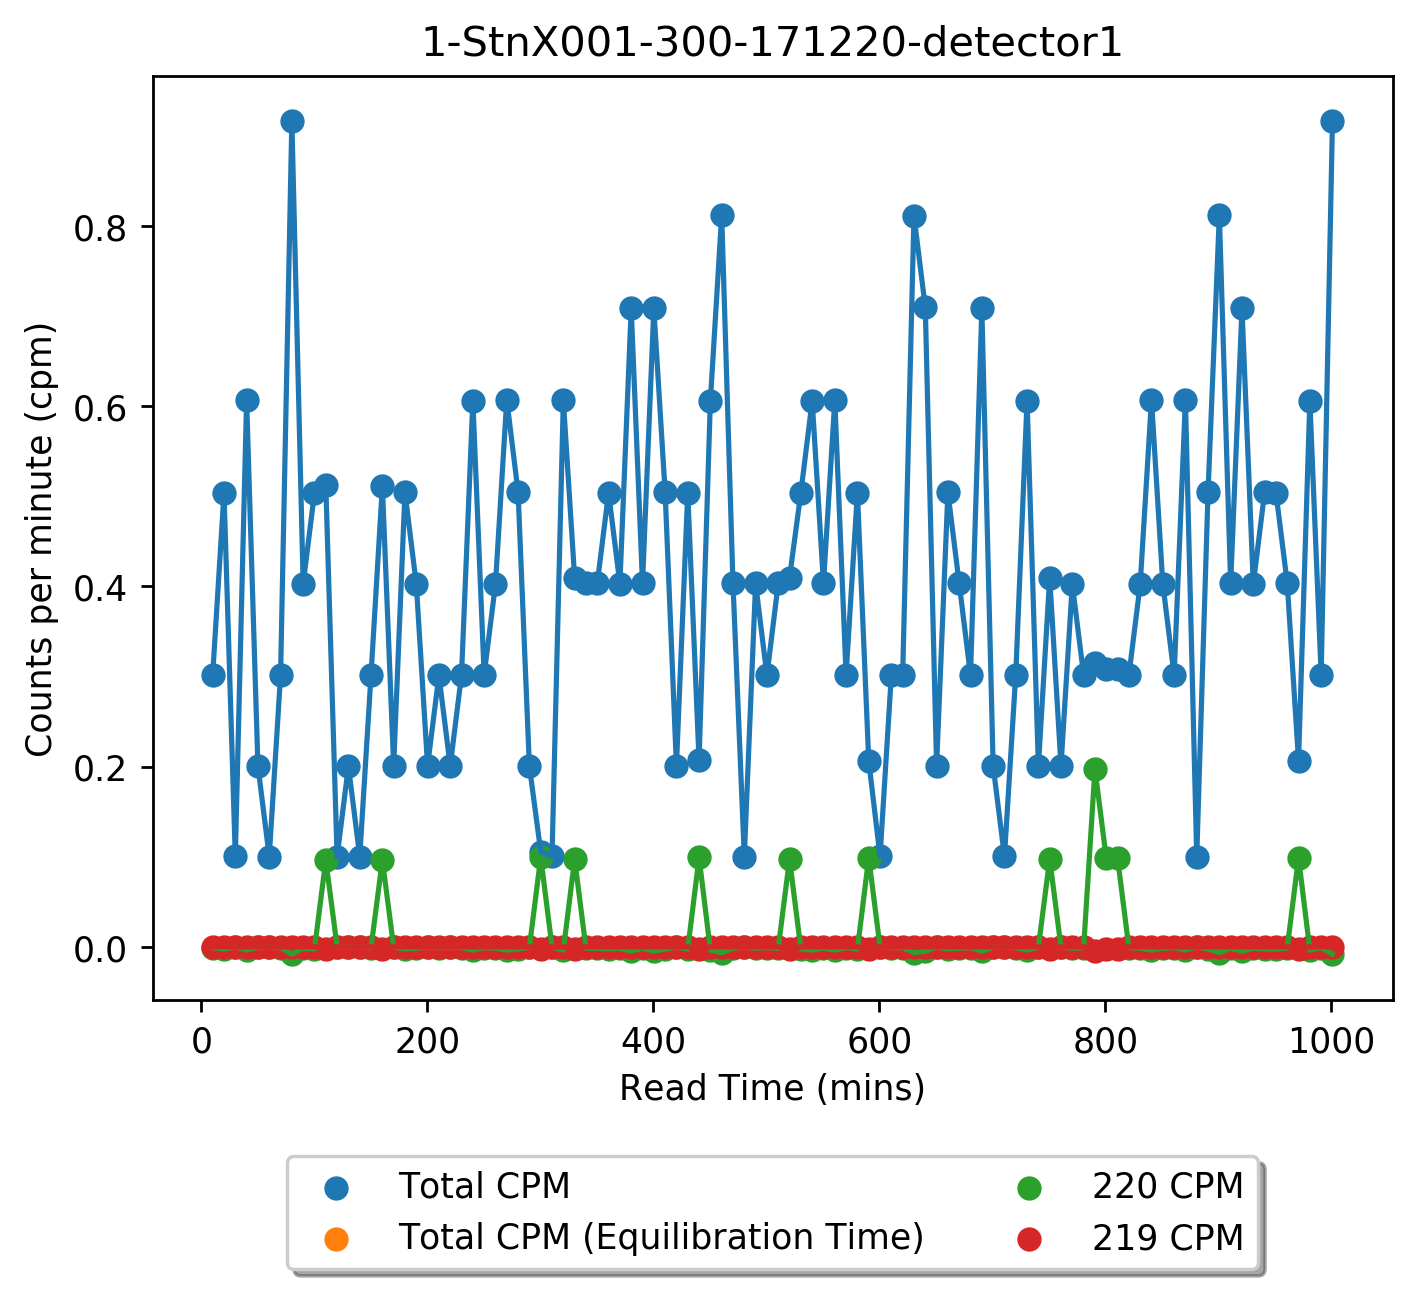 1-StnX001-300-171220-detector1
Counts per minute (cpm)
0.8
0.6
0.4
0.2
0.0
0 200 400 600 800 1000
Read Time (mins)
Total CPM 220 CPM
Total CPM (Equilibration Time) 219 CPM